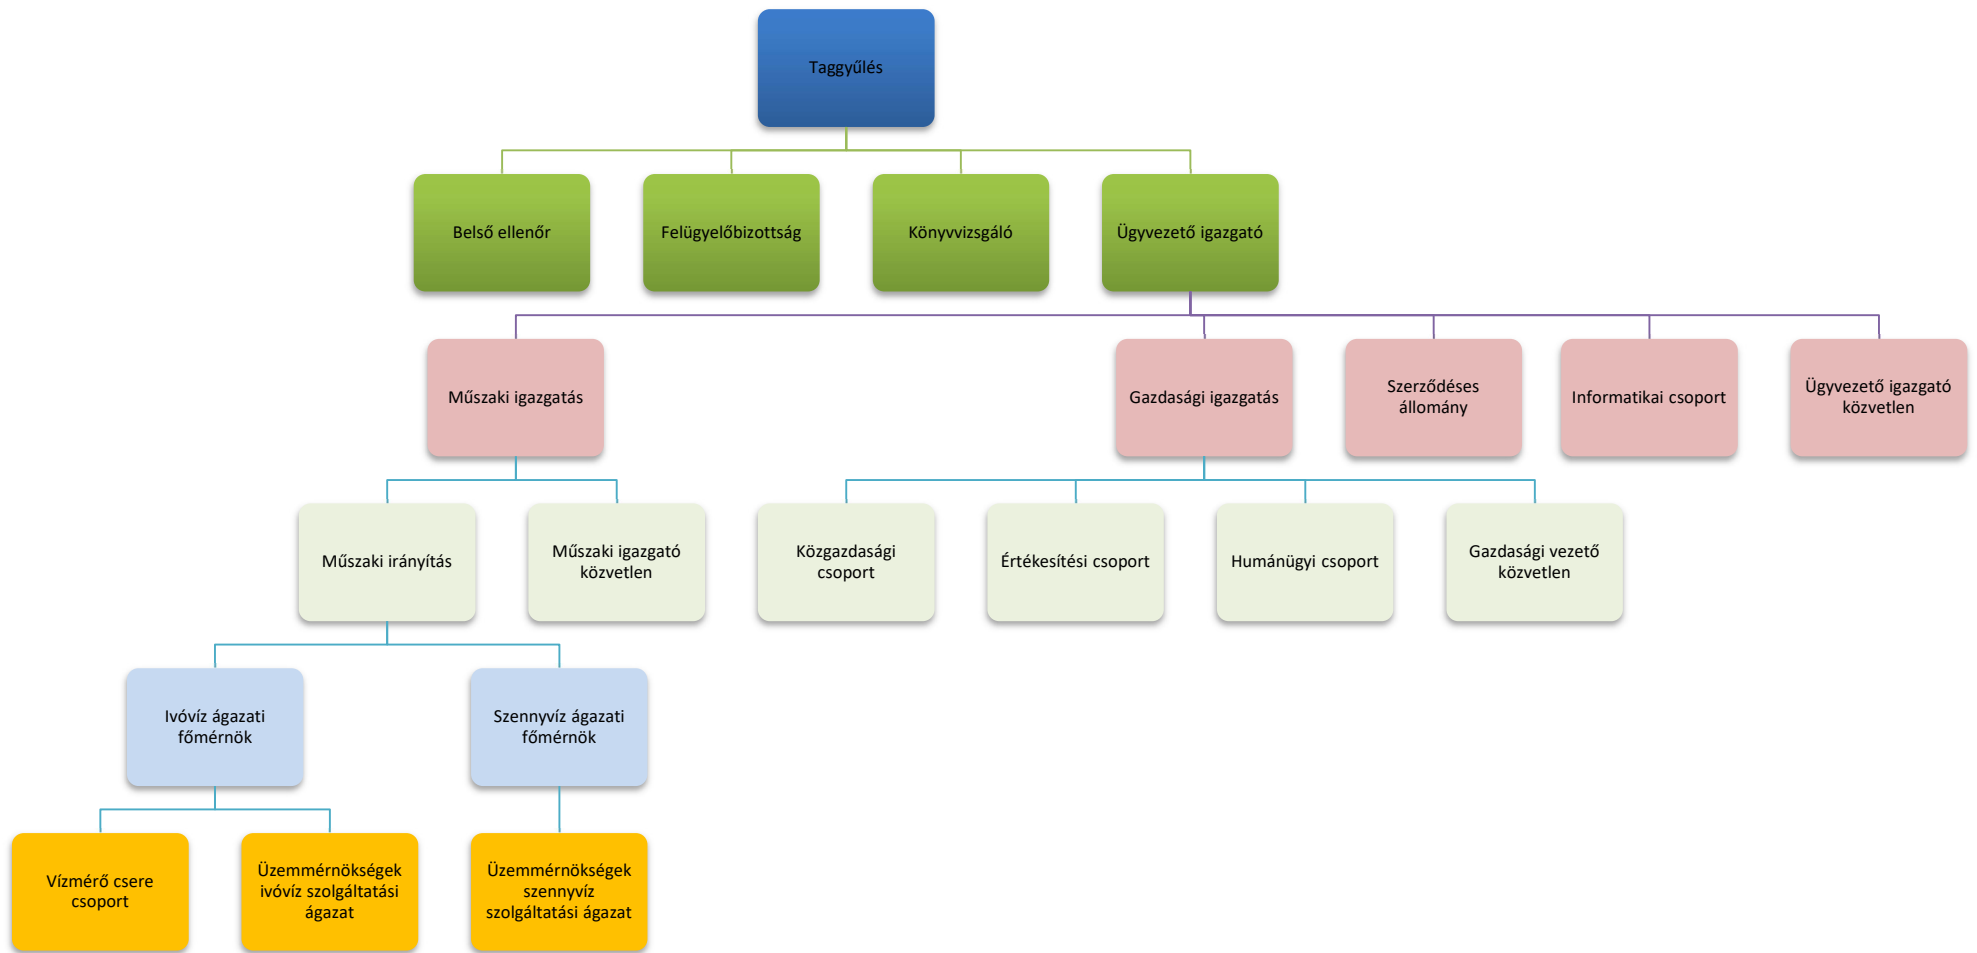 Taggyűlés
Belső ellenőr
Felügyelőbizottság
Könyvvizsgáló
Ügyvezető igazgató
Műszaki igazgatás
Gazdasági igazgatás
Szerződéses
állomány
Informatikai csoport
Ügyvezető igazgató
közvetlen
Műszaki irányítás
Műszaki igazgató
közvetlen
Közgazdasági
csoport
Értékesítési csoport
Humánügyi csoport
Gazdasági vezető
közvetlen
Ivóvíz ágazati
főmérnök
Szennyvíz ágazati
főmérnök
Vízmérő csere
csoport
Üzemmérnökségek
ivóvíz szolgáltatási
ágazat
Üzemmérnökségek
szennyvíz
szolgáltatási ágazat